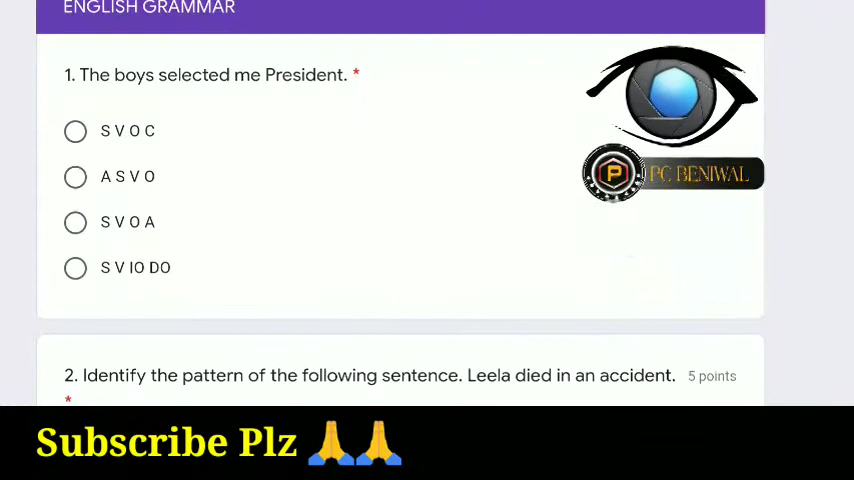 ENGLISH GRAMMAR
1. The boys selected me President. *
S V O C
A S V O
S V O A
S V IO DO
P PC BENIWAL
2. Identify the pattern of the following sentence. Leela died in an accident. 5 points
*
Subscribe Plz 🙏🙏